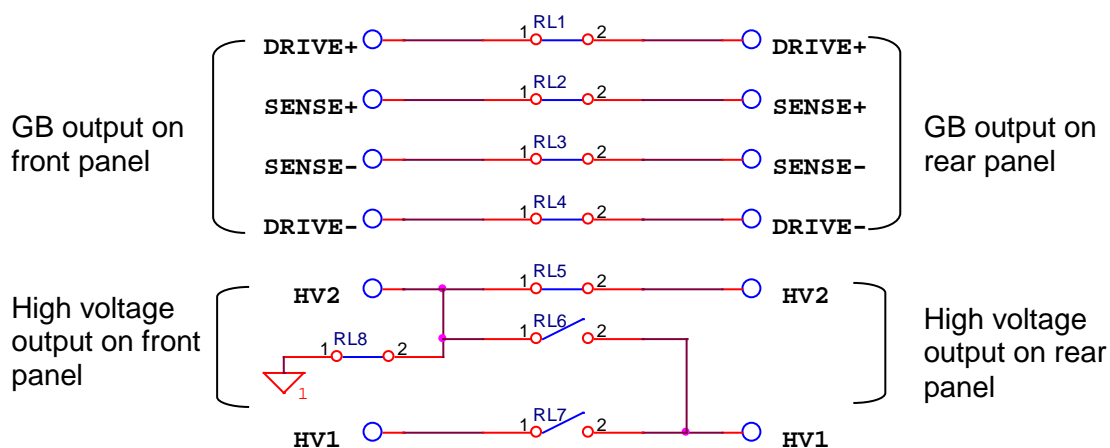 RL1
DRIVE+ 1 2 DRIVE+
RL2
SENSE+ 1 2 SENSE+
GB output on
front panel
GB output on
rear panel
RL3
SENSE- 1 2 SENSE-
RL4
DRIVE- 1 2 DRIVE-
RL5
HV2 1 2 HV2
High voltage
output on front
panel
RL6
1 2
RL8
1 2
1
High voltage
output on rear
panel
RL7
HV1 1 2 HV1